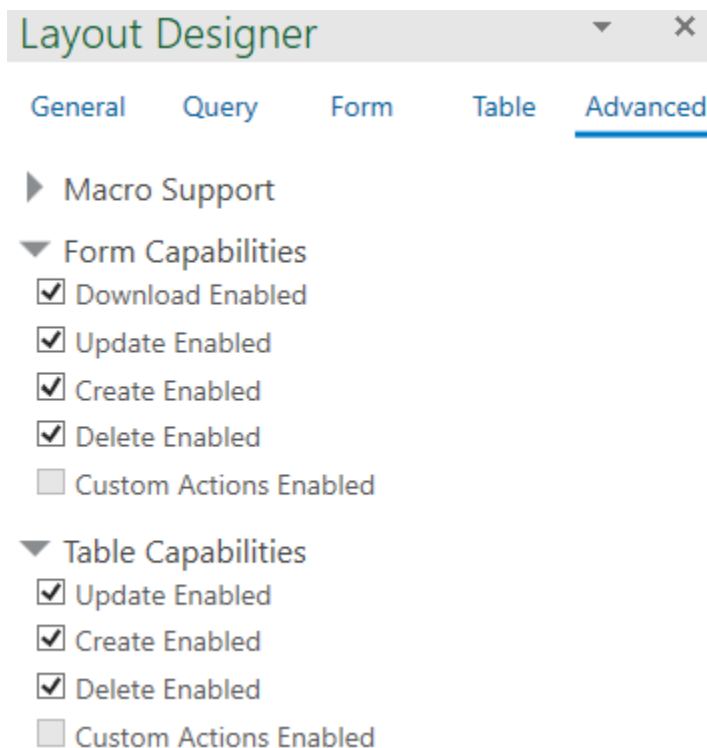 Layout Designer
General Query Form Table Advanced
Macro Support
Form Capabilities
Download Enabled
Update Enabled
Create Enabled
Delete Enabled
Custom Actions Enabled
Table Capabilities
Update Enabled
Create Enabled
Delete Enabled
Custom Actions Enabled